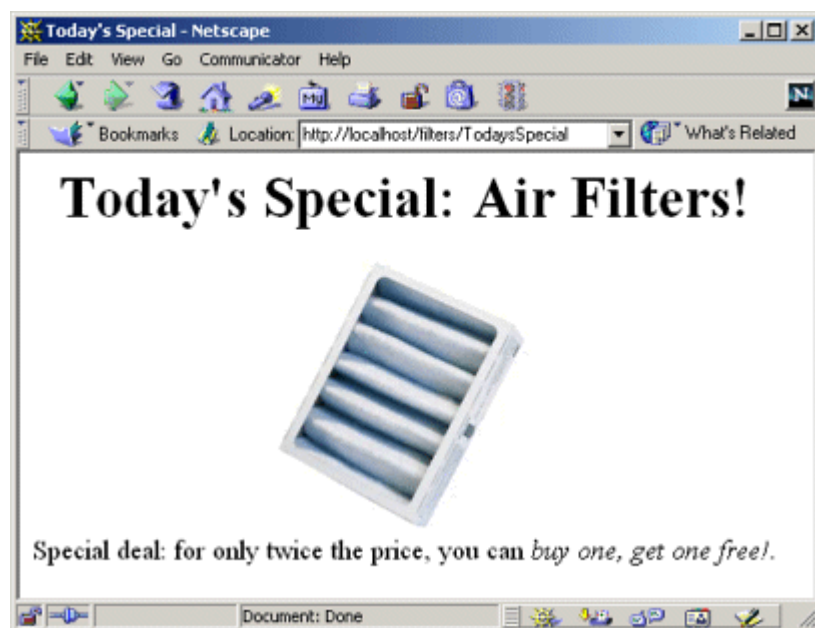 Today's Special - Netscape
File Edit View Go Communicator Help
My
N
Bookmarks Location: http://localhost/filters/TodaysSpecial What's Related
Today's Special: Air Filters!
Special deal: for only twice the price, you can buy one, get one free!.
Document: Done